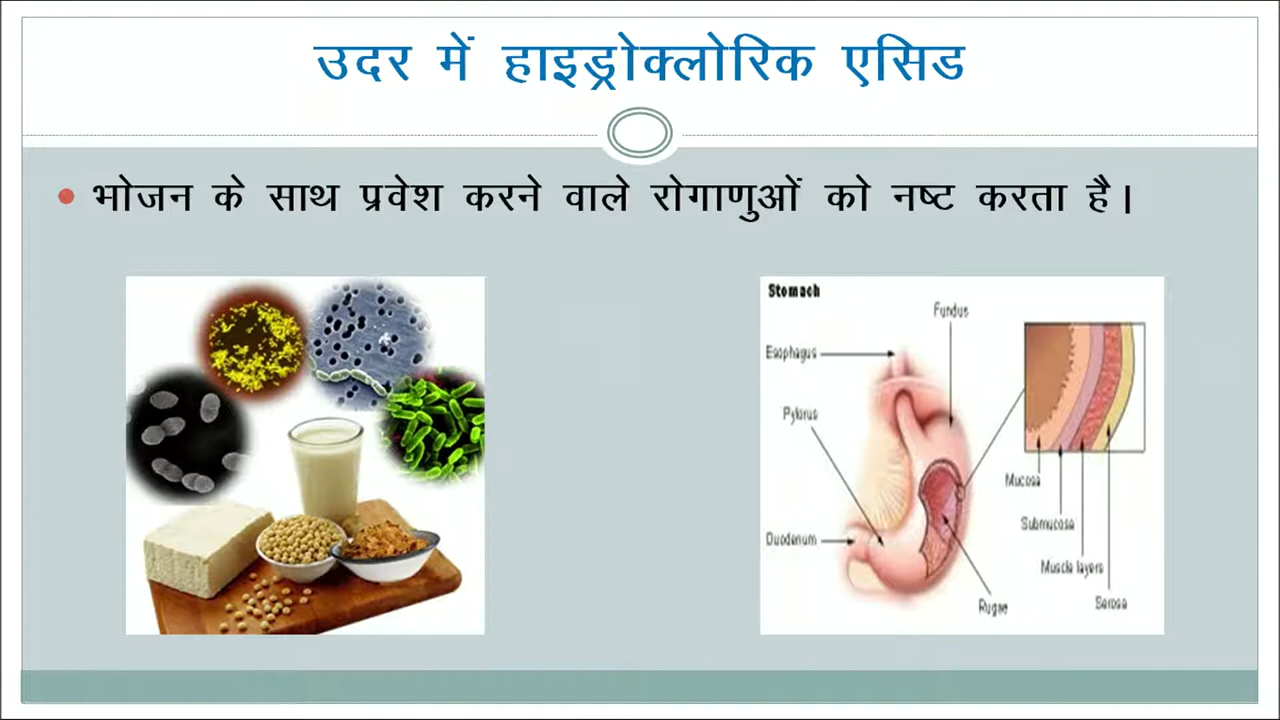 उदर में हाइड्रोक्लोरिक एसिड
• भोजन के साथ प्रवेश करने वाले रोगाणुओं को नष्ट करता है।
Stomach
Fundus
Esophagus
Pylorus
Mucosa
Submucosa
Duodenum
Muscle layers
Serosa
Rugae